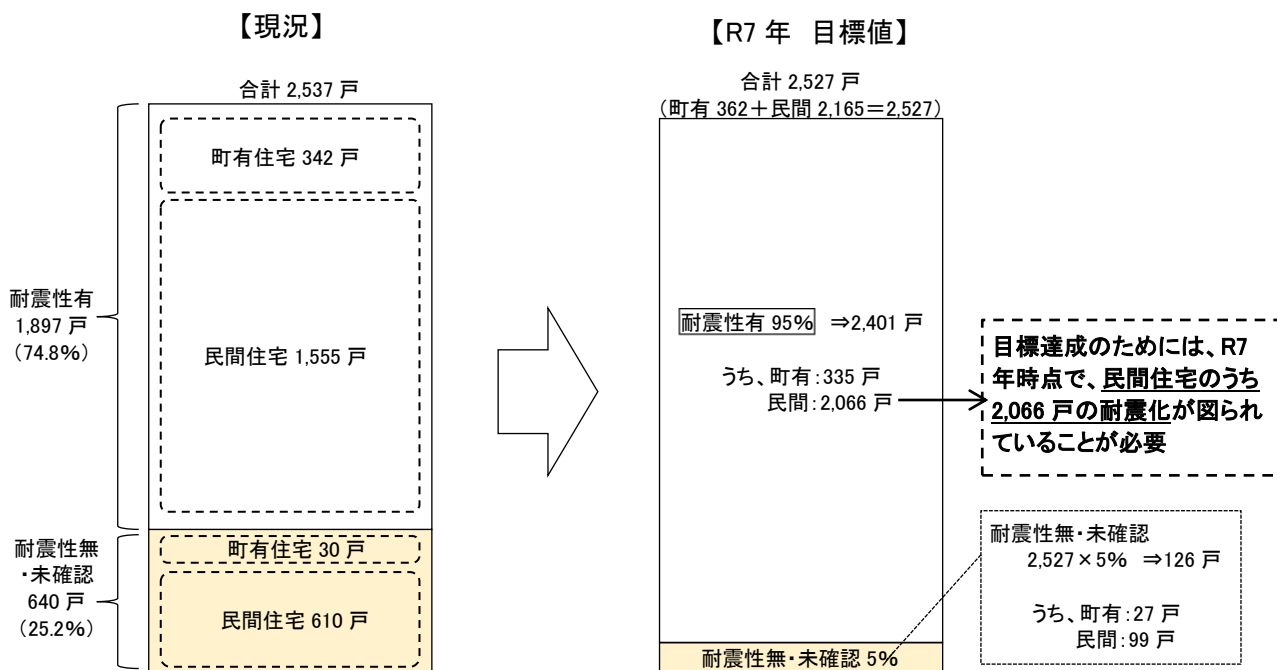 【現況】
合計 2,537 戸
町有住宅 342 戸
耐震性有
1,897 戸
(74.8%)
民間住宅 1,555 戸
耐震性無
・未確認
640 戸
(25.2%)
町有住宅 30 戸
民間住宅 610 戸
【R7 年 目標値】
合計 2,527 戸
(町有 362+民間 2,165=2,527)
耐震性有 95% ⇒2,401 戸
うち、町有:335 戸
民間:2,066 戸
目標達成のためには、R7
年時点で、民間住宅のうち
2,066 戸の耐震化が図られ
ていることが必要
耐震性無・未確認
2,527×5% ⇒126 戸
うち、町有:27 戸
民間:99 戸
耐震性無・未確認 5%